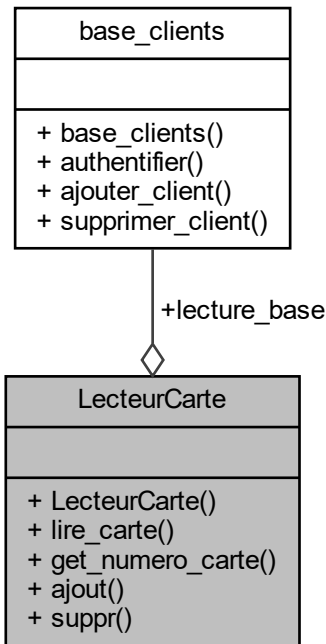 base_clients
+ base_clients()
+ authentifier()
+ ajouter_client()
+ supprimer_client()
+lecture_base
LecteurCarte
+ LecteurCarte()
+ lire_carte()
+ get_numero_carte()
+ ajout()
+ suppr()